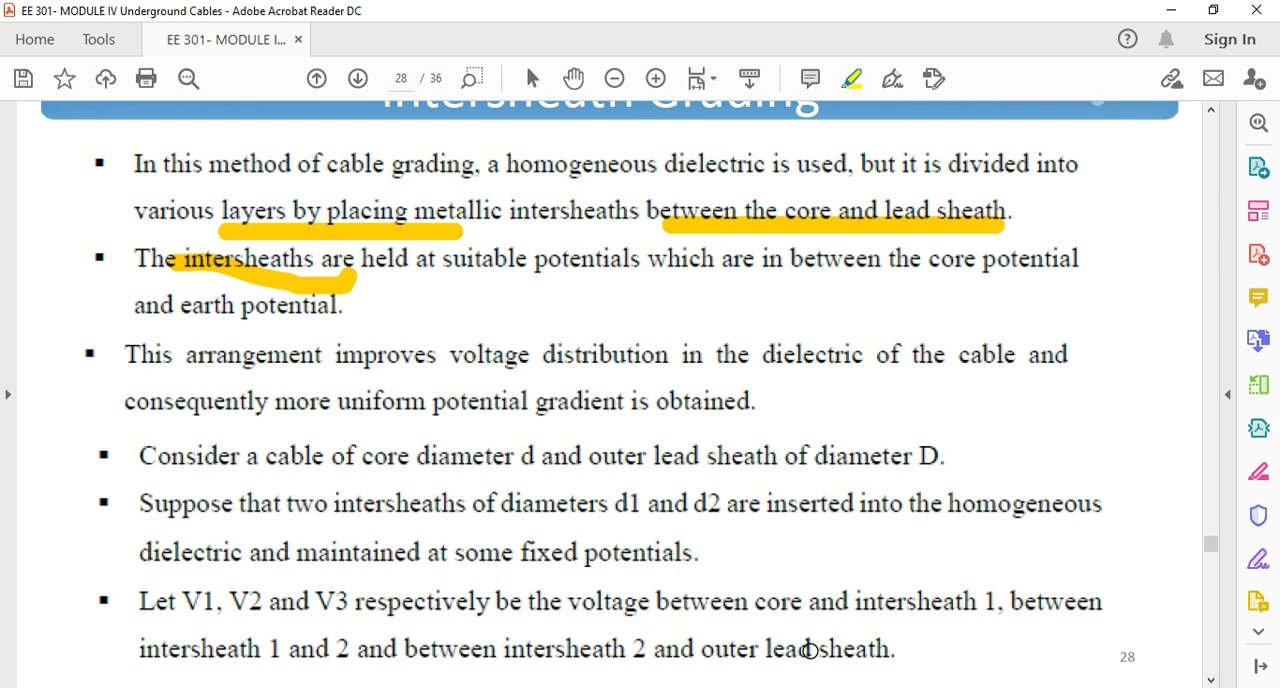 EE 301- MODULE IV Underground Cables - Adobe Acrobat Reader DC
Home Tools EE 301- MODULE I... × Sign In
28 / 36
Intersheath Grading
▪ In this method of cable grading, a homogeneous dielectric is used, but it is divided into
various layers by placing metallic intersheaths between the core and lead sheath.
▪ The intersheaths are held at suitable potentials which are in between the core potential
and earth potential.
▪ This arrangement improves voltage distribution in the dielectric of the cable and
consequently more uniform potential gradient is obtained.
▪ Consider a cable of core diameter d and outer lead sheath of diameter D.
▪ Suppose that two intersheaths of diameters d1 and d2 are inserted into the homogeneous
dielectric and maintained at some fixed potentials.
▪ Let V1, V2 and V3 respectively be the voltage between core and intersheath 1, between
intersheath 1 and 2 and between intersheath 2 and outer lead sheath.
28